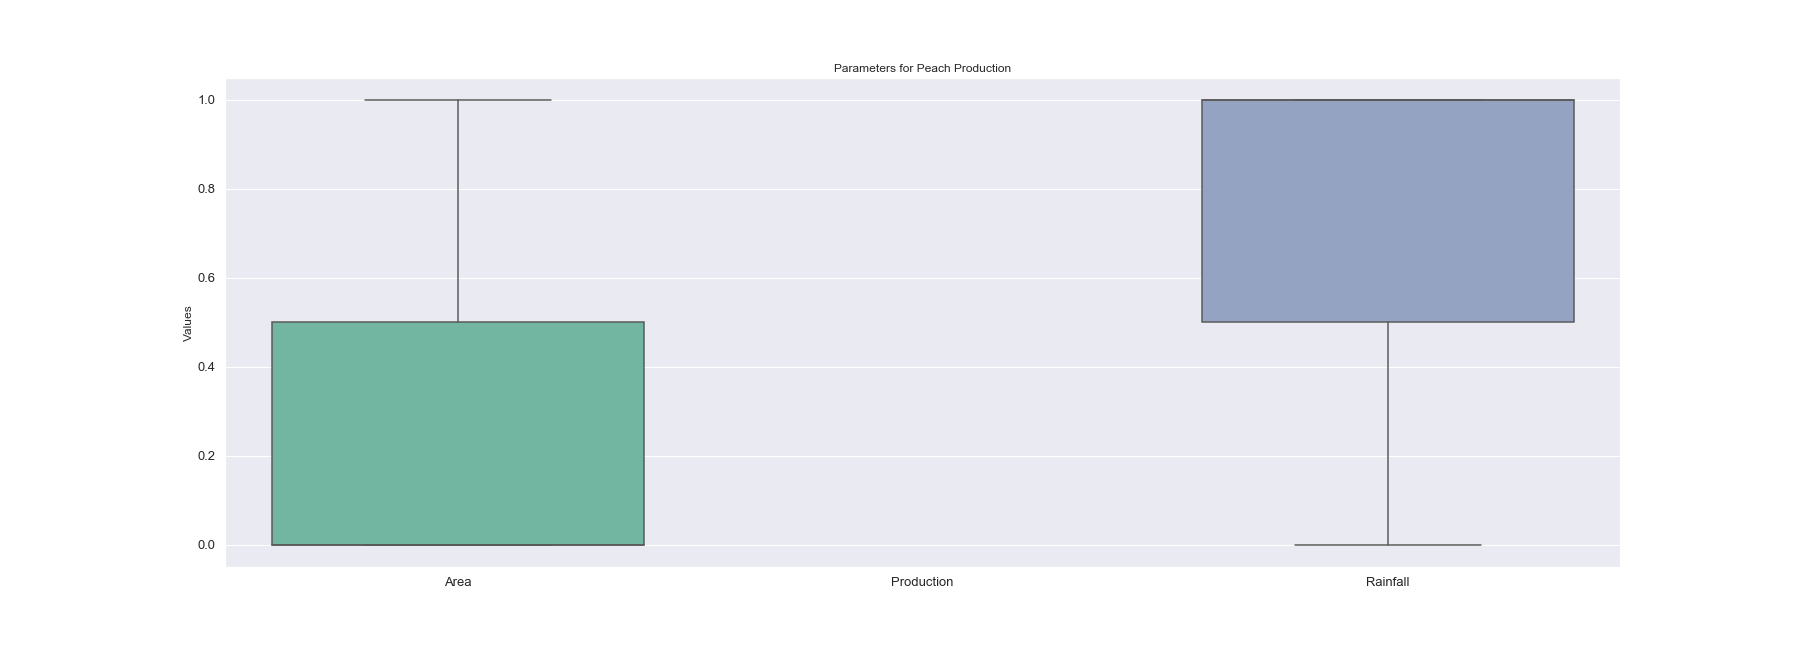 Parameters for Peach Production
1.0
0.8
0.6
0.4
0.2
0.0
Values
Area
Production
Rainfall